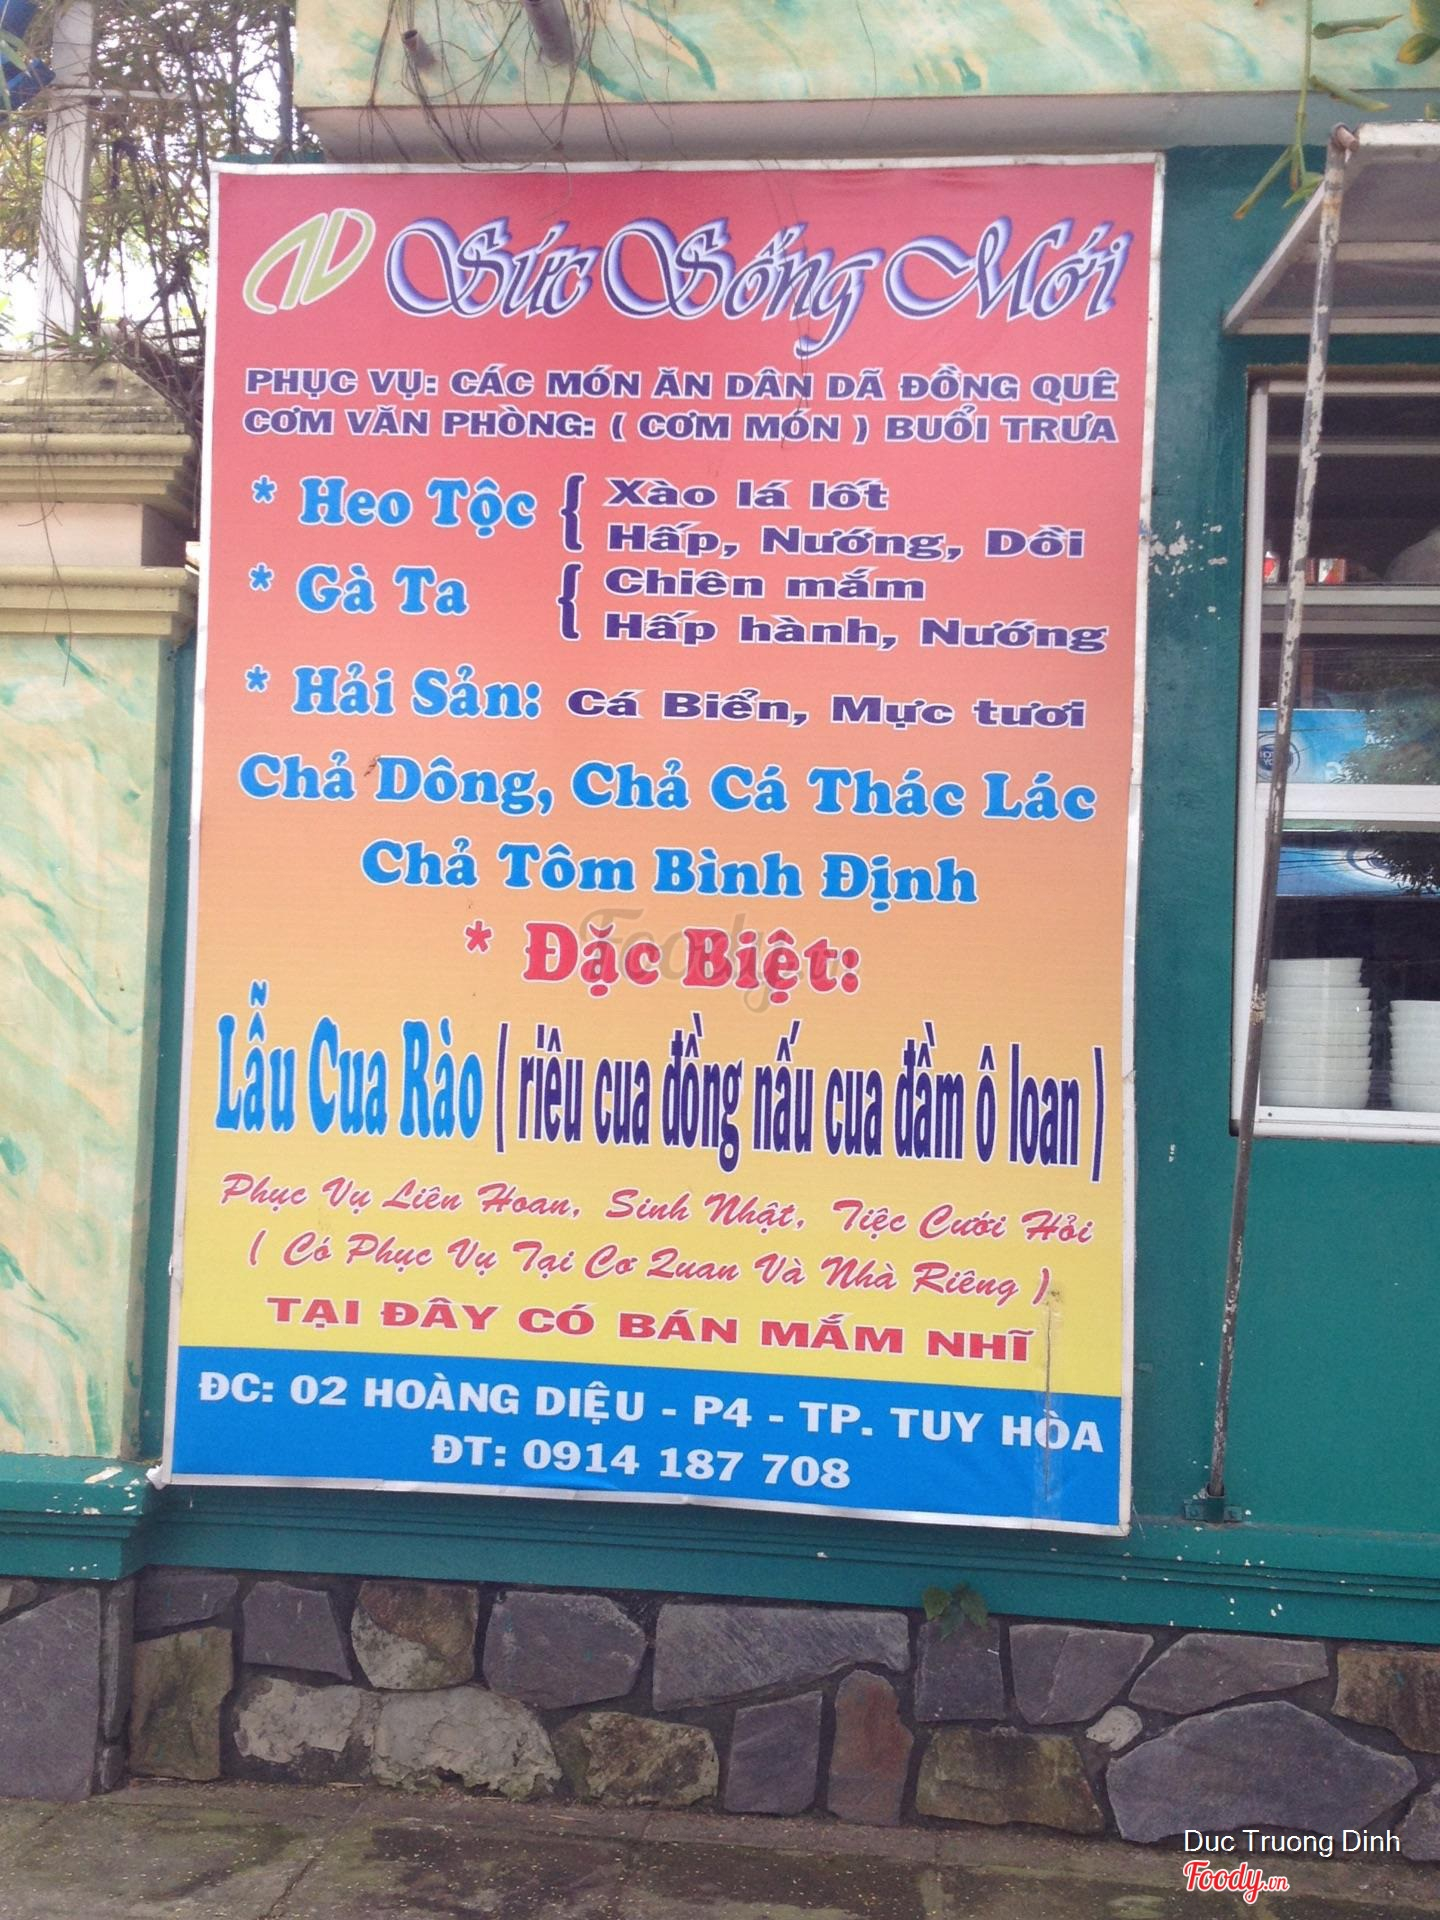 Sức Sống Mới
PHỤC VỤ: CÁC MÓN ĂN DÂN DÃ ĐỒNG QUÊ
CƠM VĂN PHÒNG: ( CƠM MÓN ) BUỔI TRƯA
* Heo Tộc { Xào lá lốt
Hấp, Nướng, Dồi
* Gà Ta { Chiên mắm
Hấp hành, Nướng
* Hải Sản: Cá Biển, Mực tươi
Chả Dông, Chả Cá Thác Lác
Chả Tôm Bình Định
* Đặc Biệt:
Lẫu Cua Rào ( riêu cua đồng nấu cua đầm ô loan )
Phục Vụ Liên Hoan, Sinh Nhật, Tiệc Cưới Hỏi
( Có Phục Vụ Tại Cơ Quan Và Nhà Riêng )
TẠI ĐÂY CÓ BÁN MẮM NHĨ
ĐC: 02 HOÀNG DIỆU - P4 - TP. TUY HÒA
ĐT: 0914 187 708
Foody.vn
Duc Truong Dinh
Foody.vn